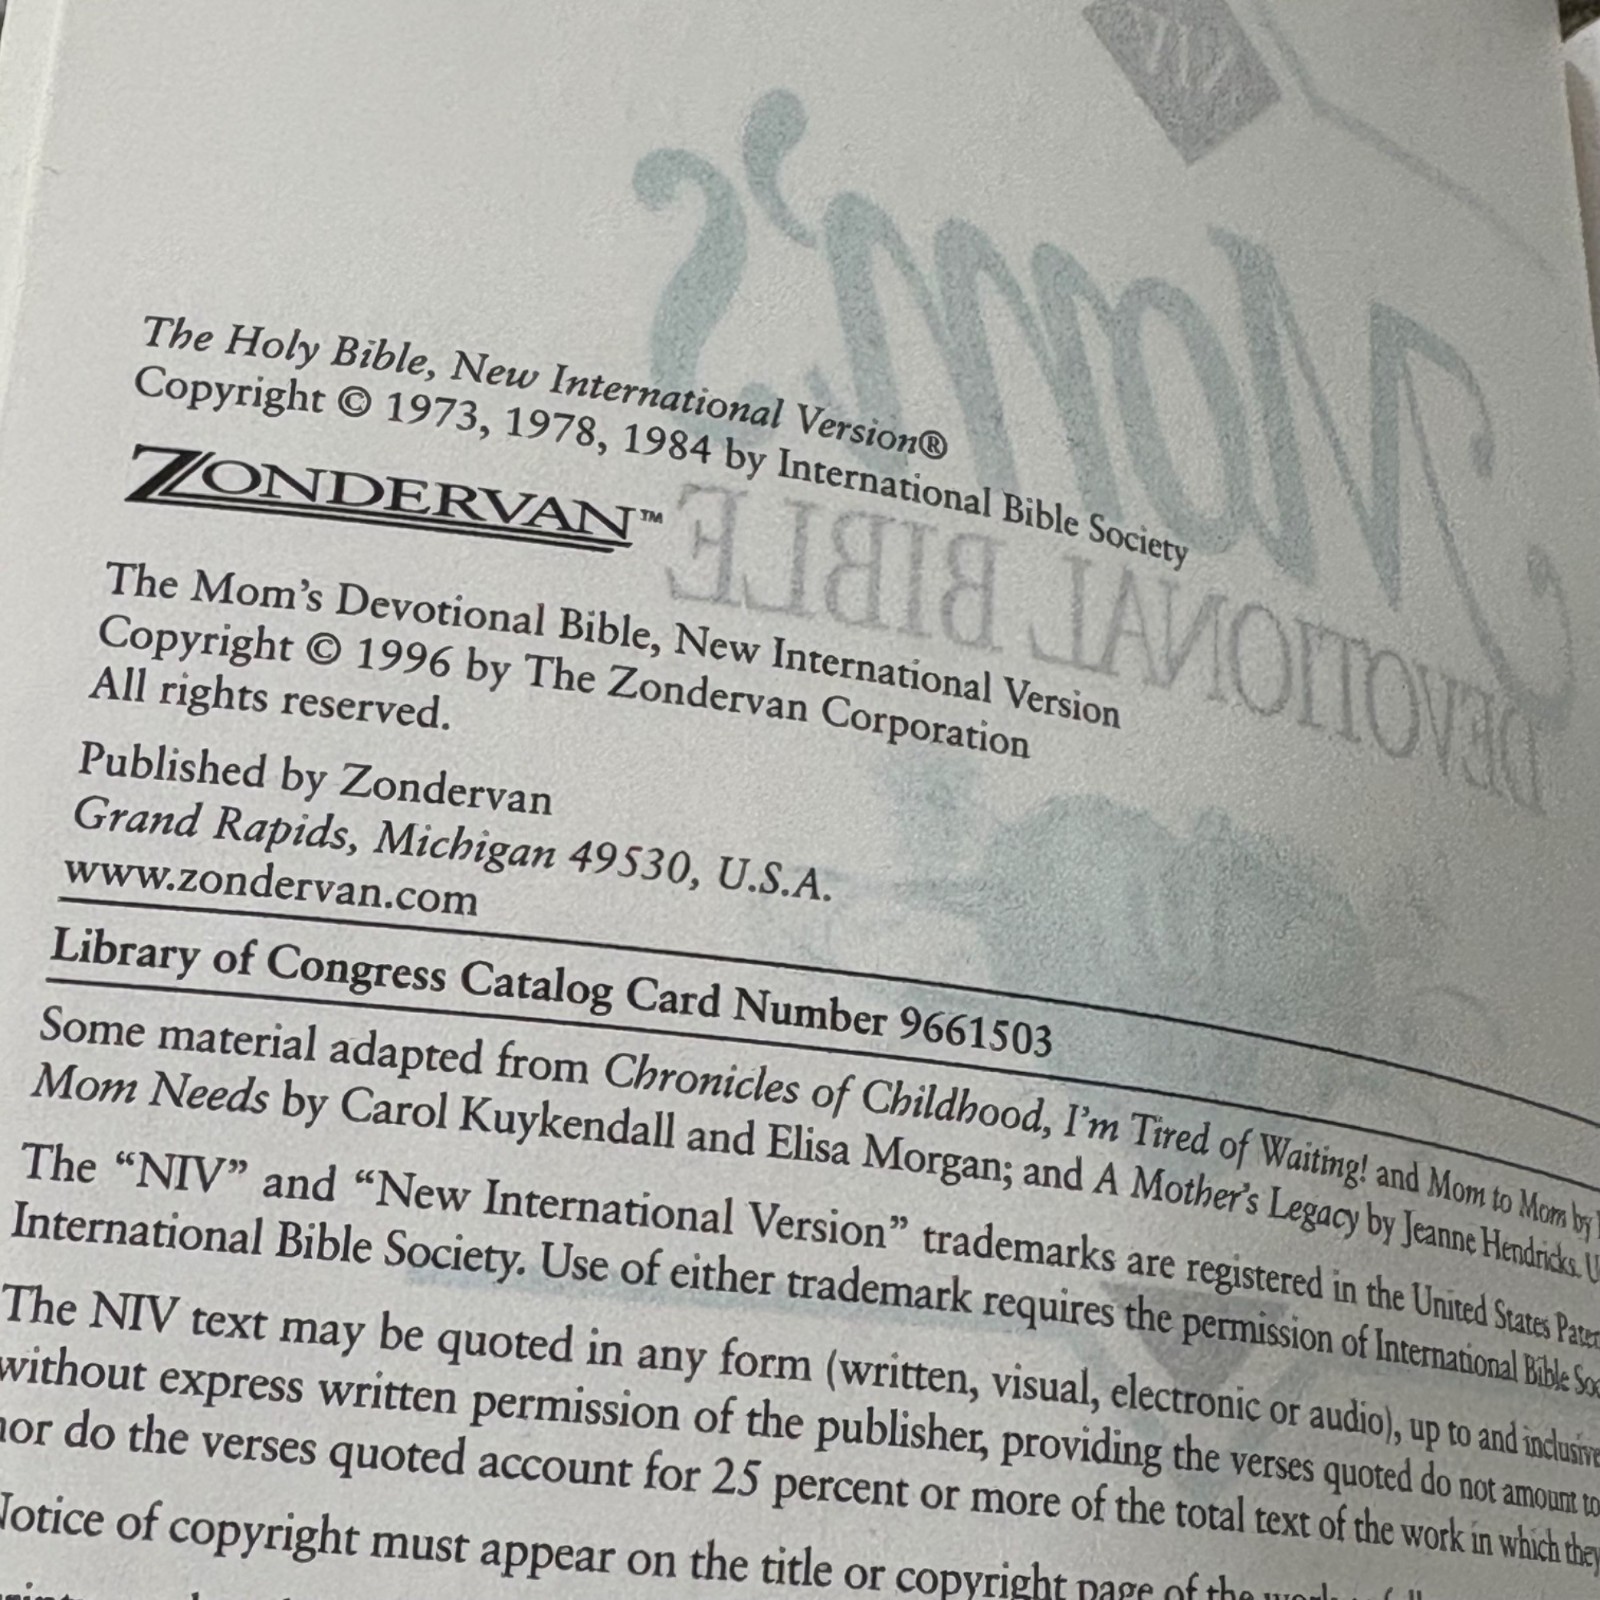 The Holy Bible, New International Version®
Copyright © 1973, 1978, 1984 by International Bible Society
ZONDERVAN™
The Mom's Devotional Bible, New International Version
Copyright © 1996 by The Zondervan Corporation
All rights reserved.
Published by Zondervan
Grand Rapids, Michigan 49530, U.S.A.
www.zondervan.com
Library of Congress Catalog Card Number 9661503
Some material adapted from Chronicles of Childhood, I'm Tired of Waiting! and Mom to Mom by
Mom Needs by Carol Kuykendall and Elisa Morgan; and A Mother's Legacy by Jeanne Hendricks.
The “NIV” and “New International Version” trademarks are registered in the United States
International Bible Society. Use of either trademark requires the permission of International Bible
The NIV text may be quoted in any form (written, visual, electronic or audio), up to and inclusive
without express written permission of the publisher, providing the verses quoted do not amount to
nor do the verses quoted account for 25 percent or more of the total text of the work in which they
Notice of copyright must appear on the title or copyright page of the
Mom's
DEVOTIONAL BIBLE